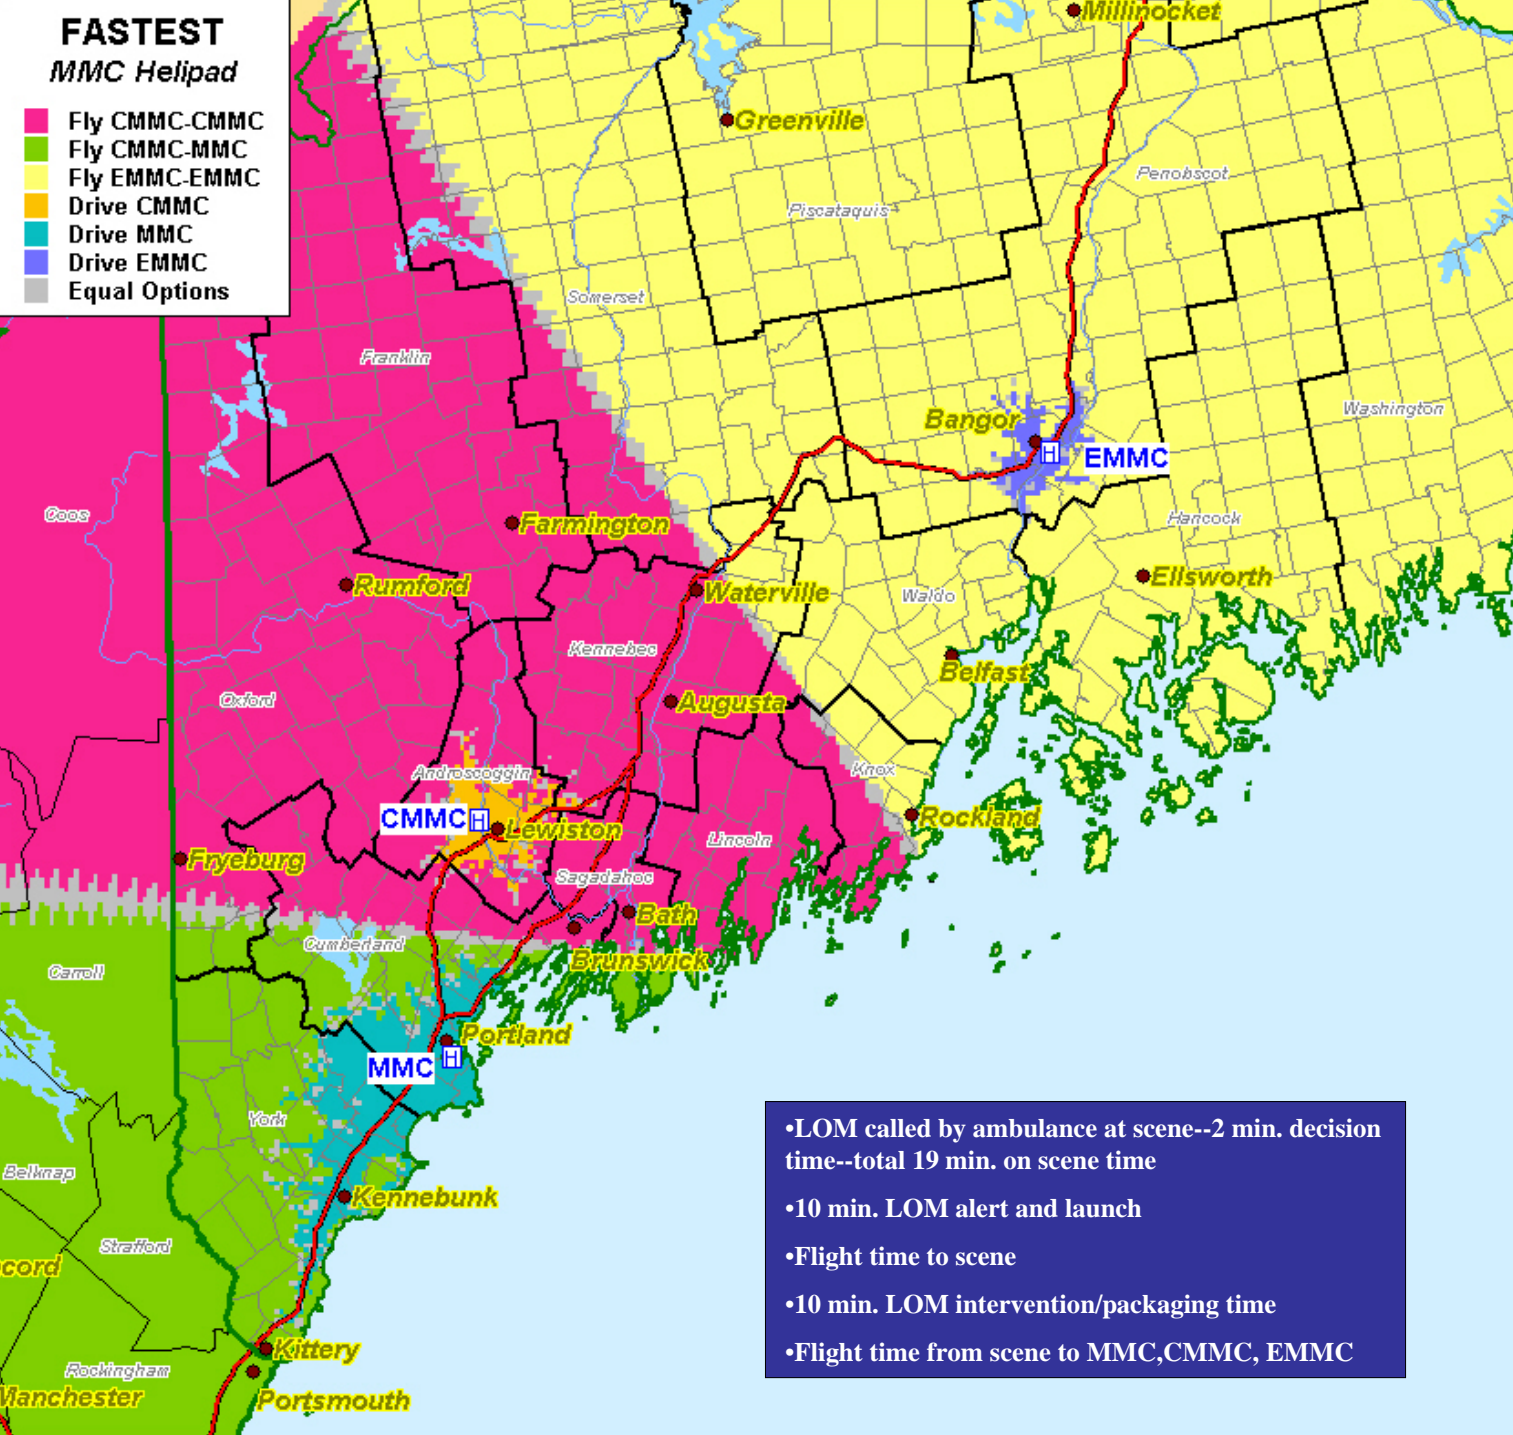 FASTEST
MMC Helipad
Fly CMMC-CMMC
Fly CMMC-MMC
Fly EMMC-EMMC
Drive CMMC
Drive MMC
Drive EMMC
Equal Options
Millinocket
Greenville
Penobscot
Piscataquis
Somerset
Franklin
Washington
Bangor
EMMC
Coos
Farmington
Hancock
Ellsworth
Rumford
Waterville
Waldo
Kennebec
Belfast
Oxford
Augusta
Androscoggin
Knox
CMMC
Lewiston
Rockland
Lincoln
Fryeburg
Sagadahoc
Bath
Cumberland
Brunswick
Carroll
Portland
MMC
York
Belknap
Kennebunk
Strafford
cord
Kittery
Rockingham
Manchester
Portsmouth
•LOM called by ambulance at scene--2 min. decision
time--total 19 min. on scene time
•10 min. LOM alert and launch
•Flight time to scene
•10 min. LOM intervention/packaging time
•Flight time from scene to MMC,CMMC, EMMC